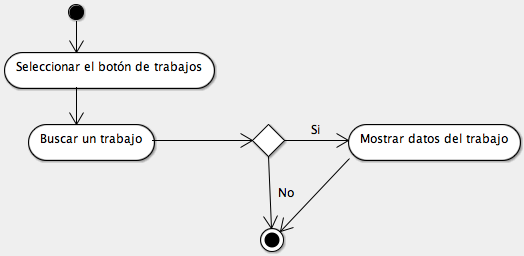 Seleccionar el botón de trabajos
Buscar un trabajo
Si
Mostrar datos del trabajo
No